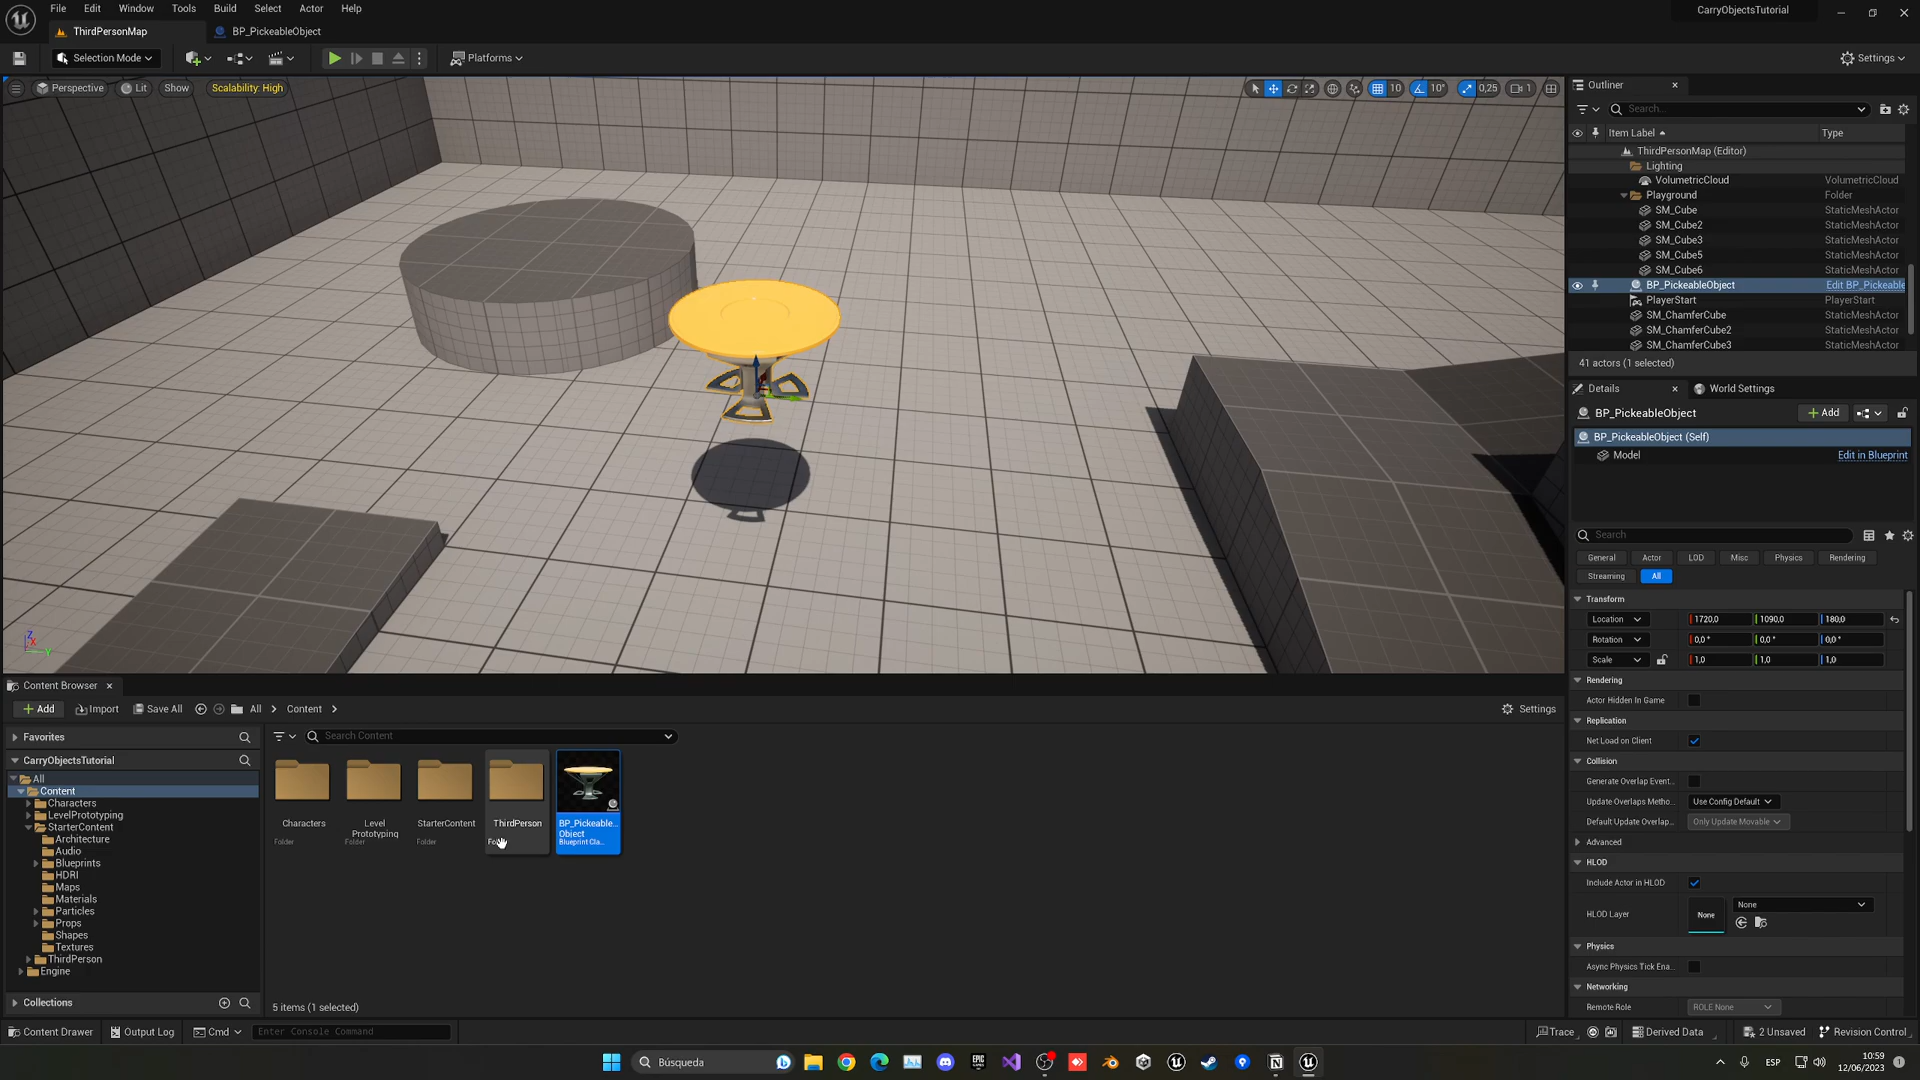 File Edit Window Tools Build Select Actor Help
CarryObjectsTutorial
ThirdPersonMap
BP_PickeableObject
Selection Mode
Platforms
Settings
Perspective
Lit
Show
Scalability: High
10
10°
0,25
1
Outliner
Search...
Item Label
Type
ThirdPersonMap (Editor)
Lighting
VolumetricCloud VolumetricCloud
Playground Folder
SM_Cube StaticMeshActor
SM_Cube2 StaticMeshActor
SM_Cube3 StaticMeshActor
SM_Cube5 StaticMeshActor
SM_Cube6 StaticMeshActor
BP_PickeableObject Edit BP_Pickeable
PlayerStart PlayerStart
SM_ChamferCube StaticMeshActor
SM_ChamferCube2 StaticMeshActor
SM_ChamferCube3 StaticMeshActor
41 actors (1 selected)
Details
World Settings
BP_PickeableObject
Add
BP_PickeableObject (Self)
Model
Edit in Blueprint
Search
General Actor LOD Misc Physics Rendering
Streaming All
Transform
Location 1720,0 1090,0 180,0
Rotation 0,0 ° 0,0 ° 0,0 °
Scale 1,0 1,0 1,0
Rendering
Actor Hidden In Game
Replication
Net Load on Client
Collision
Generate Overlap Event...
Update Overlaps Metho... Use Config Default
Default Update Overlap... Only Update Movable
Advanced
HLOD
Include Actor in HLOD
HLOD Layer None None
Physics
Async Physics Tick Ena...
Networking
Remote Role ROLE None
Z
X
Y
Content Browser
Add
Import
Save All
All
Content
Settings
Favorites
CarryObjectsTutorial
All
Content
Characters
LevelPrototyping
StarterContent
Architecture
Audio
Blueprints
HDRI
Maps
Materials
Particles
Props
Shapes
Textures
ThirdPerson
Engine
Collections
Search Content
Characters
Folder
Level
Prototyping
Folder
StarterContent
Folder
ThirdPerson
BP_Pickeable...
Object
Blueprint Cla...
5 items (1 selected)
Content Drawer
Output Log
Cmd
Enter Console Command
Trace
Derived Data
2 Unsaved
Revision Control
Búsqueda
EPIC
GAMES
ESP
10:59
12/06/2023
1